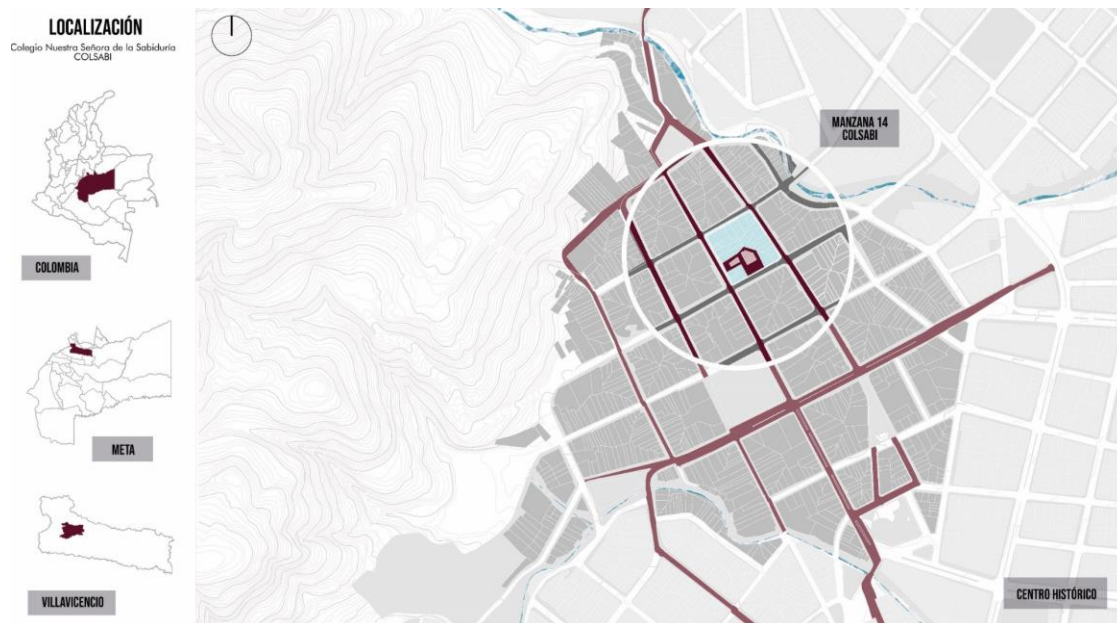 LOCALIZACIÓN
Colegio Nuestra Señora de la Sabiduría
COLSABI
COLOMBIA
META
VILLAVICENCIO
MANZANA 14
COLSABI
CENTRO HISTÓRICO